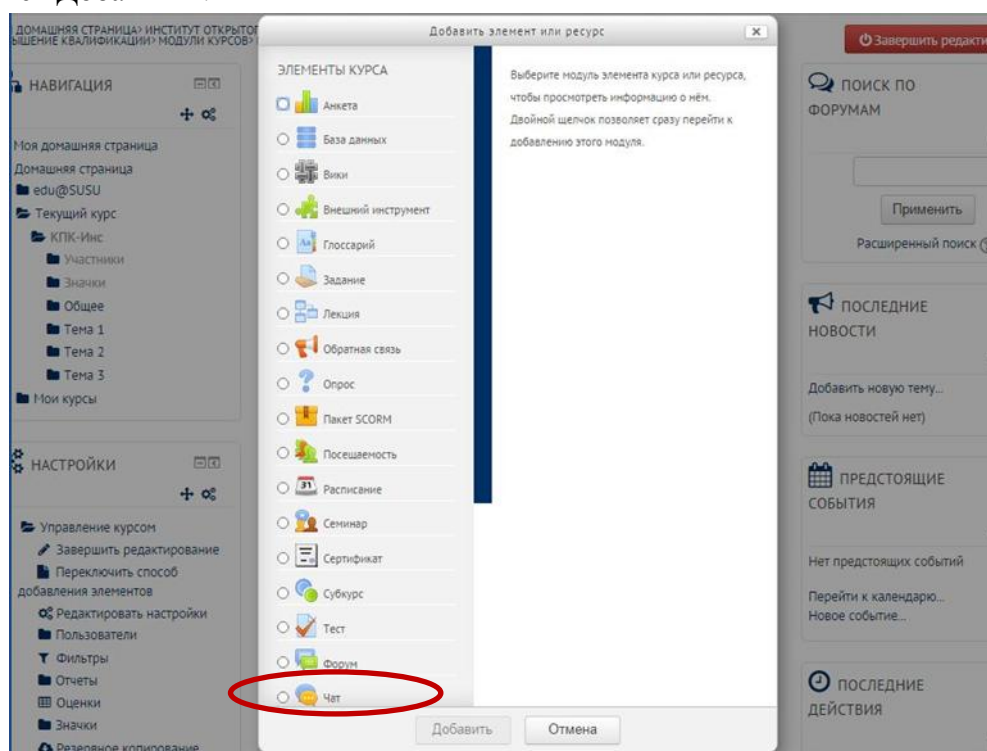 ДОМАШНЯЯ СТРАНИЦА› ИНСТИТУТ ОТКРЫТОГ
ЫШЕНИЕ КВАЛИФИКАЦИИ› МОДУЛИ КУРСОВ›
НАВИГАЦИЯ
Моя домашняя страница
Домашняя страница
edu@SUSU
Текущий курс
КПК-Инс
Участники
Значки
Общее
Тема 1
Тема 2
Тема 3
Мои курсы
НАСТРОЙКИ
Управление курсом
Завершить редактирование
Переключить способ
добавления элементов
Редактировать настройки
Пользователи
Фильтры
Отчеты
Оценки
Значки
Резервное копирование
Добавить элемент или ресурс
ЭЛЕМЕНТЫ КУРСА
Анкета
База данных
Вики
Внешний инструмент
Глоссарий
Задание
Лекция
Обратная связь
Опрос
Пакет SCORM
Посещаемость
31
Расписание
Семинар
Сертификат
Субкурс
Тест
Форум
Чат
Выберите модуль элемента курса или ресурса,
чтобы просмотреть информацию о нём.
Двойной щелчок позволяет сразу перейти к
добавлению этого модуля.
Добавить
Отмена
Завершить редакти
ПОИСК ПО
ФОРУМАМ
Применить
Расширенный поиск
ПОСЛЕДНИЕ
НОВОСТИ
Добавить новую тему...
(Пока новостей нет)
ПРЕДСТОЯЩИЕ
СОБЫТИЯ
Нет предстоящих событий
Перейти к календарю...
Новое событие...
ПОСЛЕДНИЕ
ДЕЙСТВИЯ